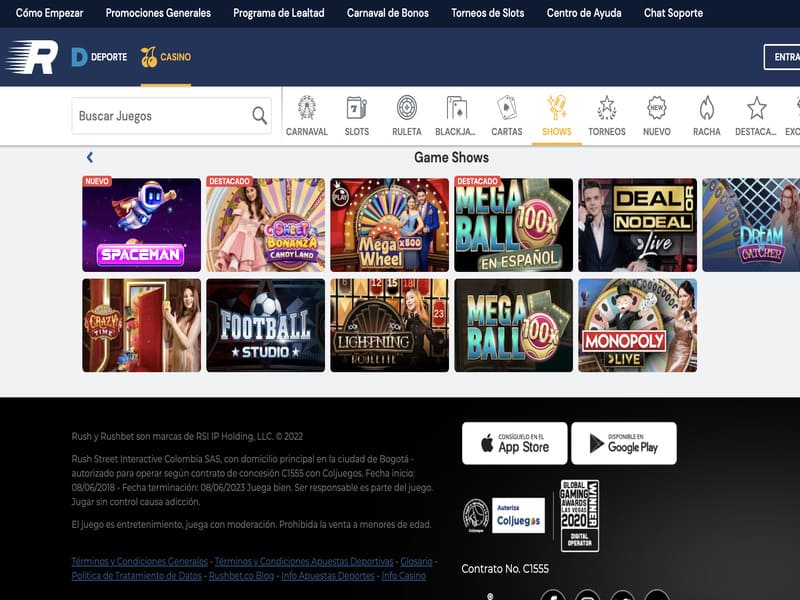 Cómo Empezar Promociones Generales Programa de Lealtad Carnaval de Bonos Torneos de Slots Centro de Ayuda Chat Soporte
R D DEPORTE CASINO ENTRA
Buscar Juegos
CARNAVAL SLOTS RULETA BLACKJA... CARTAS SHOWS TORNEOS NUEVO RACHA DESTACA... EXC
Game Shows
NUEVO
SPACEMAN
DESTACADO
SWEET
BONANZA
CANDYLAND
PLAY
Mega
Wheel x500
DESTACADO
MEGA
BALL 100x
EN ESPAÑOL
DEAL OR
NO DEAL
Live
DREAM
CATCHER
CRAZY
TIME
FOOTBALL
STUDIO
LIGHTNING
ROULETTE
MEGA
BALL 100x
MONOPOLY
LIVE
Rush y Rushbet son marcas de RSI IP Holding, LLC. © 2022
Rush Street Interactive Colombia SAS, con domicilio principal en la ciudad de Bogotá -
autorizado para operar según contrato de concesión C1555 con Coljuegos. Fecha inicio:
08/06/2018 - Fecha terminación: 08/06/2023 Juega bien. Ser responsable es parte del juego.
Jugar sin control causa adicción.
El juego es entretenimiento, juega con moderación. Prohibida la venta a menores de edad.
Términos y Condiciones Generales - Términos y Condiciones Apuestas Deportivas - Glosario -
Política de Tratamiento de Datos - Rushbet.co Blog - Info Apuestas Deportes - Info Casino
CONSÍGUELO EN EL
App Store
DISPONIBLE EN
Google Play
Autoriza
Coljuegos
GLOBAL
GAMING
AWARDS
LAS VEGAS
2020
WINNER
DIGITAL
OPERATOR
Contrato No. C1555